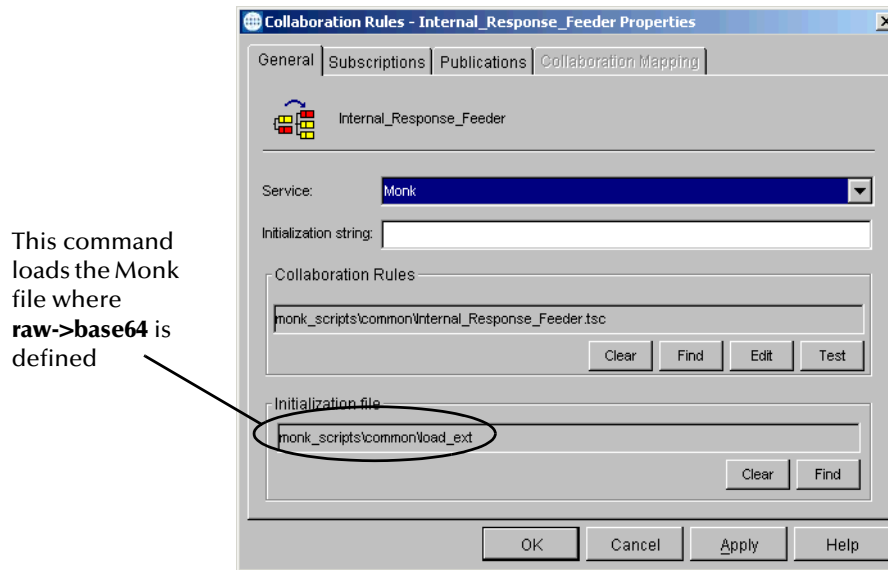 Collaboration Rules - Internal_Response_Feeder Properties
General Subscriptions Publications Collaboration Mapping
Internal_Response_Feeder
Service: Monk
Initialization string:
Collaboration Rules
monk_scripts\common\Internal_Response_Feeder.tsc
Clear Find Edit Test
Initialization file
monk_scripts\common\load_ext
Clear Find
OK Cancel Apply Help
This command
loads the Monk
file where
raw->base64 is
defined